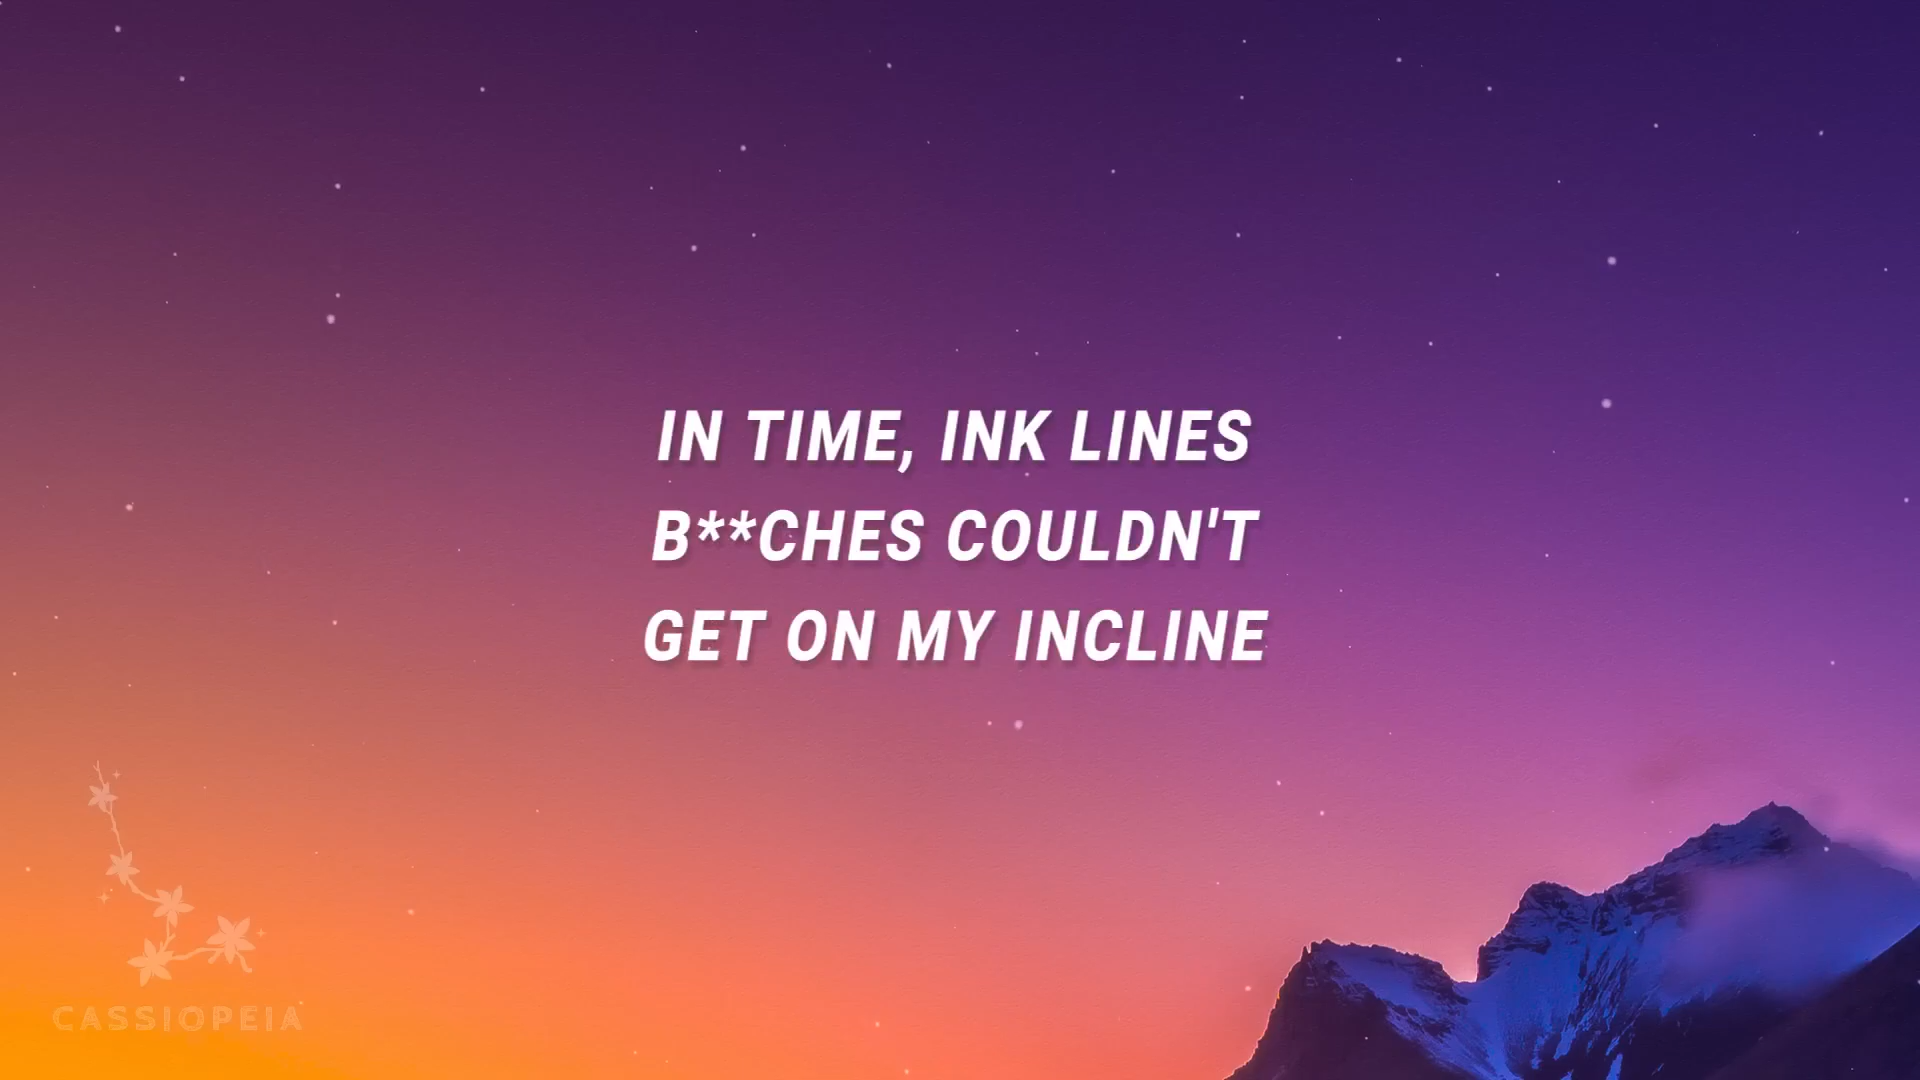 IN TIME, INK LINES
B**CHES COULDN'T
GET ON MY INCLINE
CASSIOPEIA